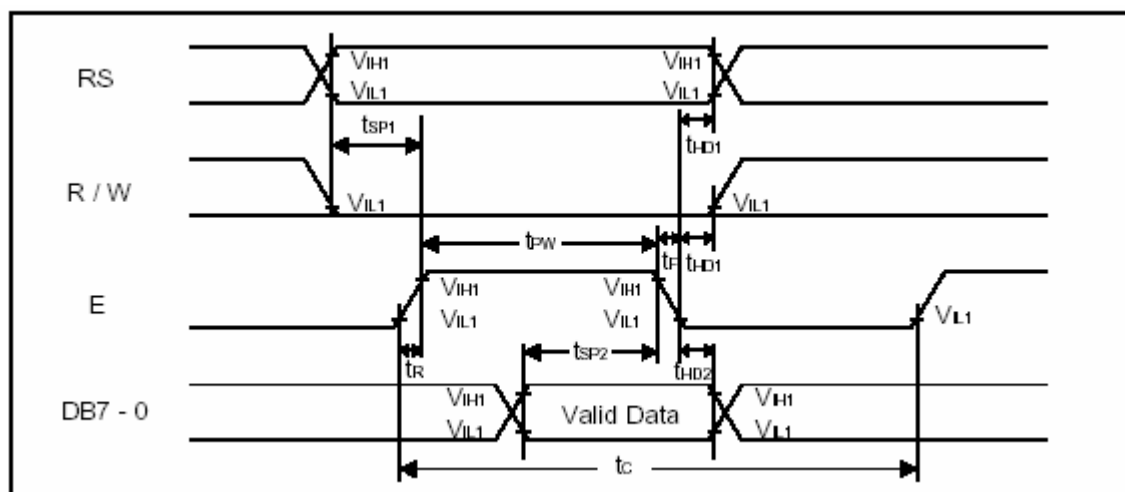 RS
VIH1
VIH1
VIL1
VIL1
tSP1
tHD1
R / W
VIL1
VIL1
tPW
tF
tHD1
E
VIH1
VIH1
VIL1
VIL1
VIL1
tR
tSP2
tHD2
DB7 - 0
VIH1
Valid Data
VIH1
VIL1
VIL1
tC